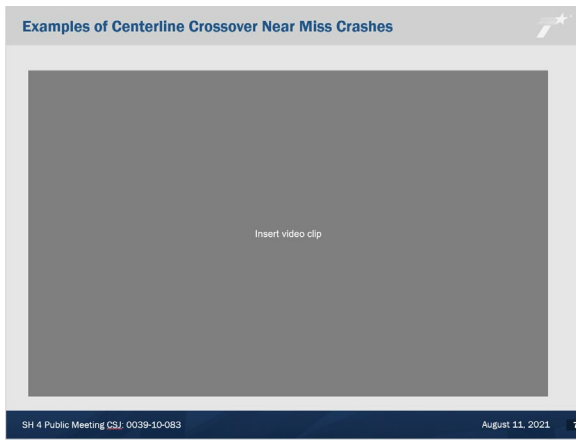 Examples of Centerline Crossover Near Miss Crashes
Insert video clip
SH 4 Public Meeting CSJ: 0039-10-083
August 11, 2021
7